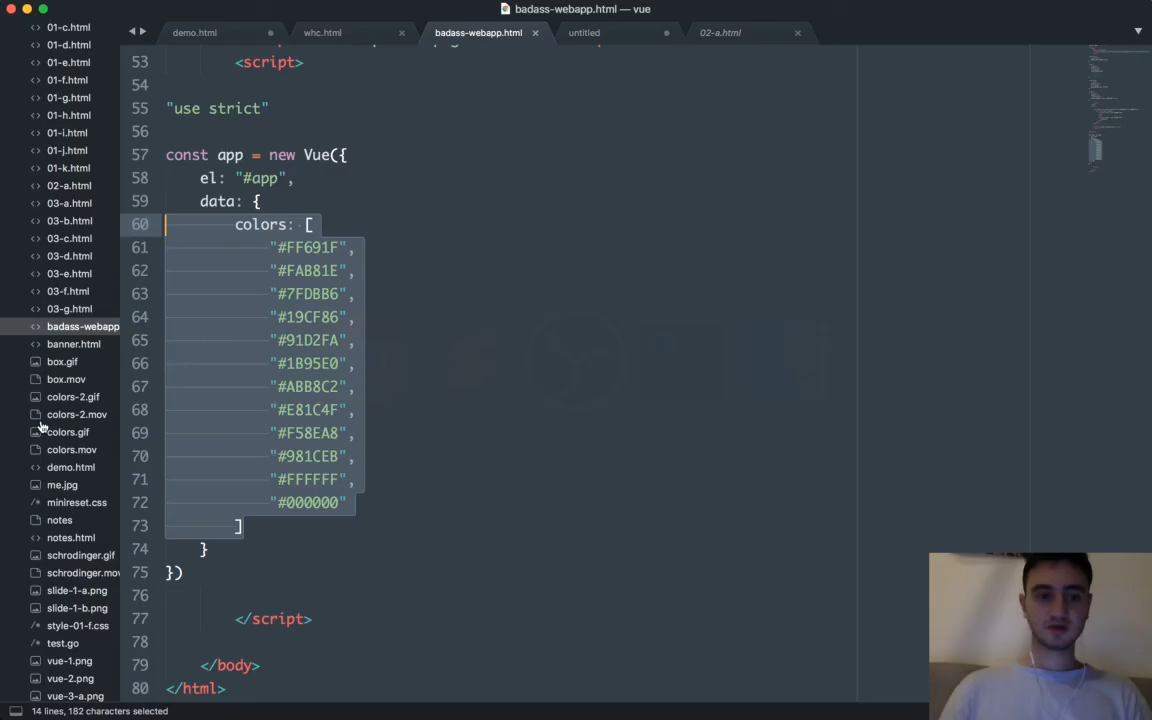 badass-webapp.html — vue
demo.html
whc.html
badass-webapp.html
untitled
02-a.html
01-c.html
01-d.html
01-e.html
01-f.html
01-g.html
01-h.html
01-i.html
01-j.html
01-k.html
02-a.html
03-a.html
03-b.html
03-c.html
03-d.html
03-e.html
03-f.html
03-g.html
badass-webapp
banner.html
box.gif
box.mov
colors-2.gif
colors-2.mov
colors.gif
colors.mov
demo.html
me.jpg
minireset.css
notes
notes.html
schrodinger.gif
schrodinger.mov
slide-1-a.png
slide-1-b.png
style-01-f.css
test.go
vue-1.png
vue-2.png
vue-3-a.png
53 <script>
54
55 "use strict"
56
57 const app = new Vue({
58 el: "#app",
59 data: {
60 colors: [
61 "#FF691F",
62 "#FAB81E",
63 "#7FDBB6",
64 "#19CF86",
65 "#91D2FA",
66 "#1B95E0",
67 "#ABB8C2",
68 "#E81C4F",
69 "#F58EA8",
70 "#981CEB",
71 "#FFFFFF",
72 "#000000"
73 ]
74 }
75 })
76
77 </script>
78
79 </body>
80 </html>
14 lines, 182 characters selected